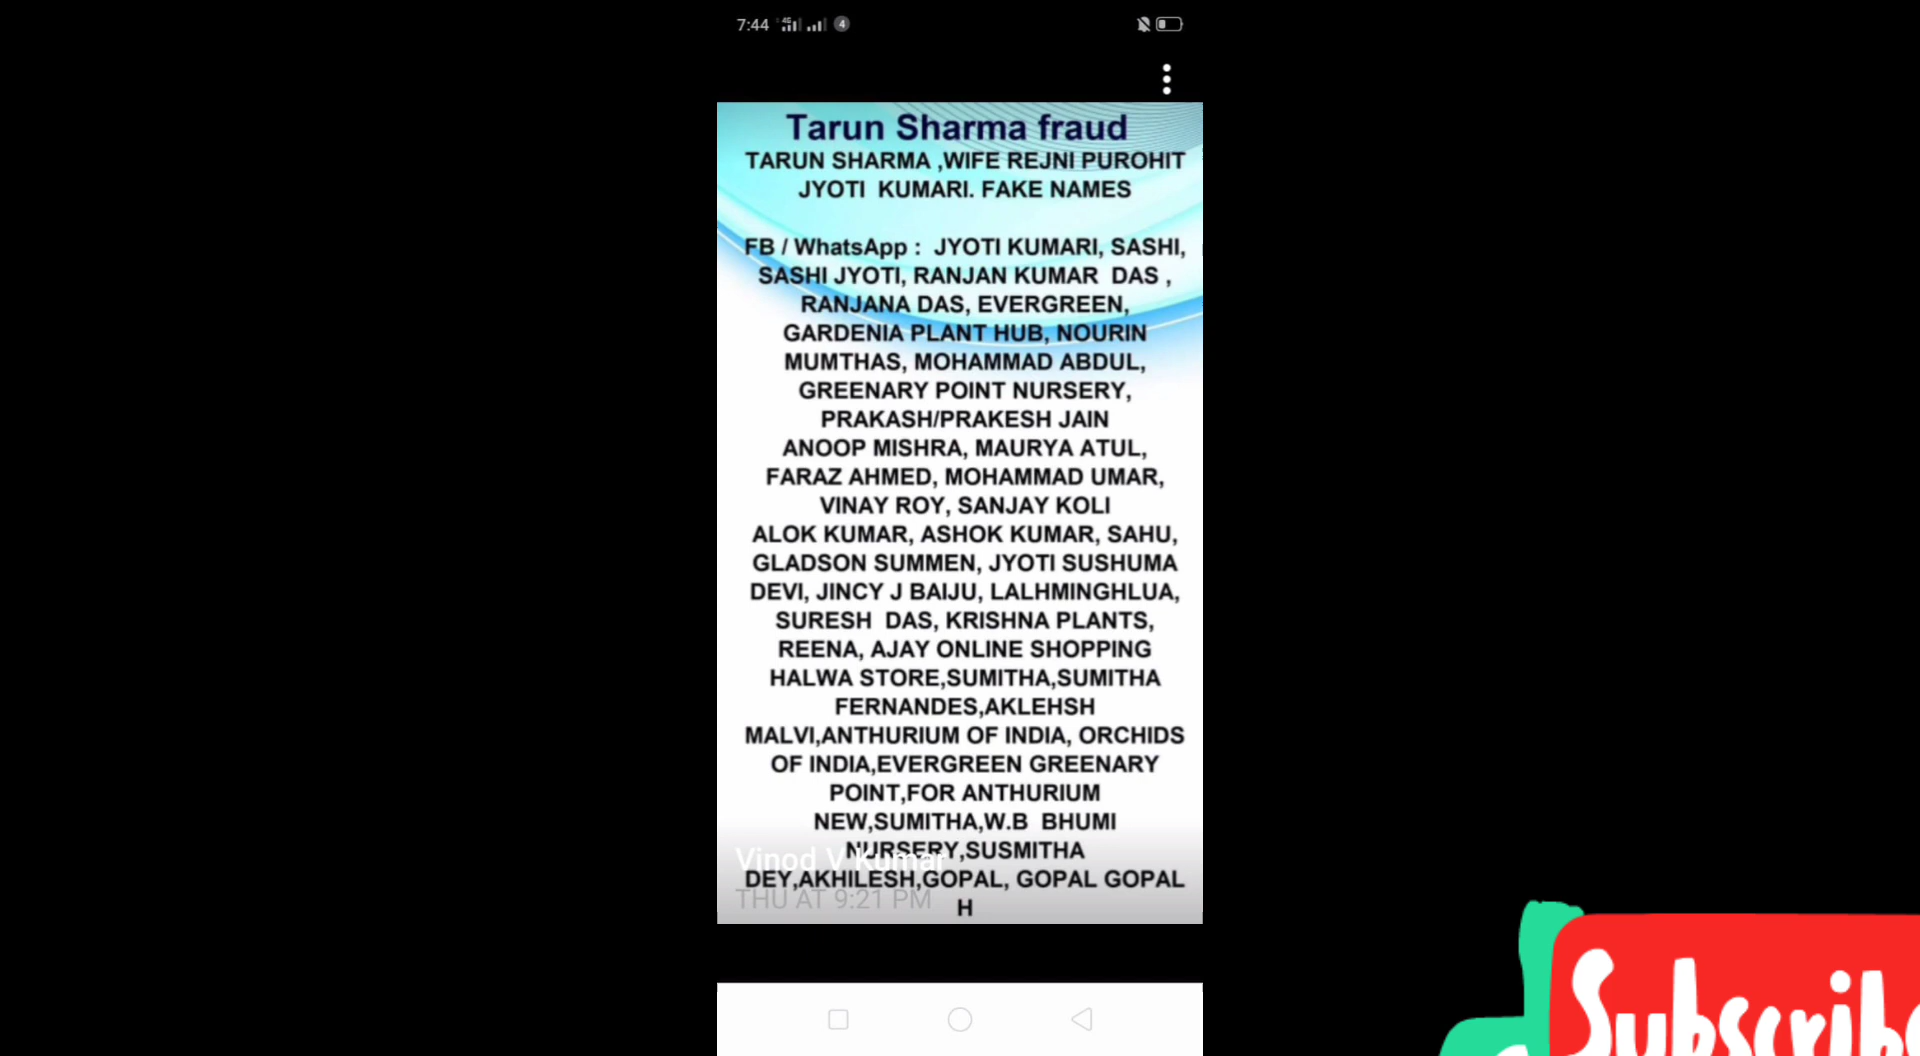 7:44 4G 4
Tarun Sharma fraud
TARUN SHARMA ,WIFE REJNI PUROHIT
JYOTI KUMARI. FAKE NAMES
FB / WhatsApp : JYOTI KUMARI, SASHI,
SASHI JYOTI, RANJAN KUMAR DAS ,
RANJANA DAS, EVERGREEN,
GARDENIA PLANT HUB, NOURIN
MUMTHAS, MOHAMMAD ABDUL,
GREENARY POINT NURSERY,
PRAKASH/PRAKESH JAIN
ANOOP MISHRA, MAURYA ATUL,
FARAZ AHMED, MOHAMMAD UMAR,
VINAY ROY, SANJAY KOLI
ALOK KUMAR, ASHOK KUMAR, SAHU,
GLADSON SUMMEN, JYOTI SUSHUMA
DEVI, JINCY J BAIJU, LALHMINGHLUA,
SURESH DAS, KRISHNA PLANTS,
REENA, AJAY ONLINE SHOPPING
HALWA STORE,SUMITHA,SUMITHA
FERNANDES,AKLEHSH
MALVI,ANTHURIUM OF INDIA, ORCHIDS
OF INDIA,EVERGREEN GREENARY
POINT,FOR ANTHURIUM
NEW,SUMITHA,W.B BHUMI
NURSERY,SUSMITHA
Vinod V Kumar
DEY,AKHILESH,GOPAL, GOPAL GOPAL
THU AT 9:21 PM
H
Subscribe